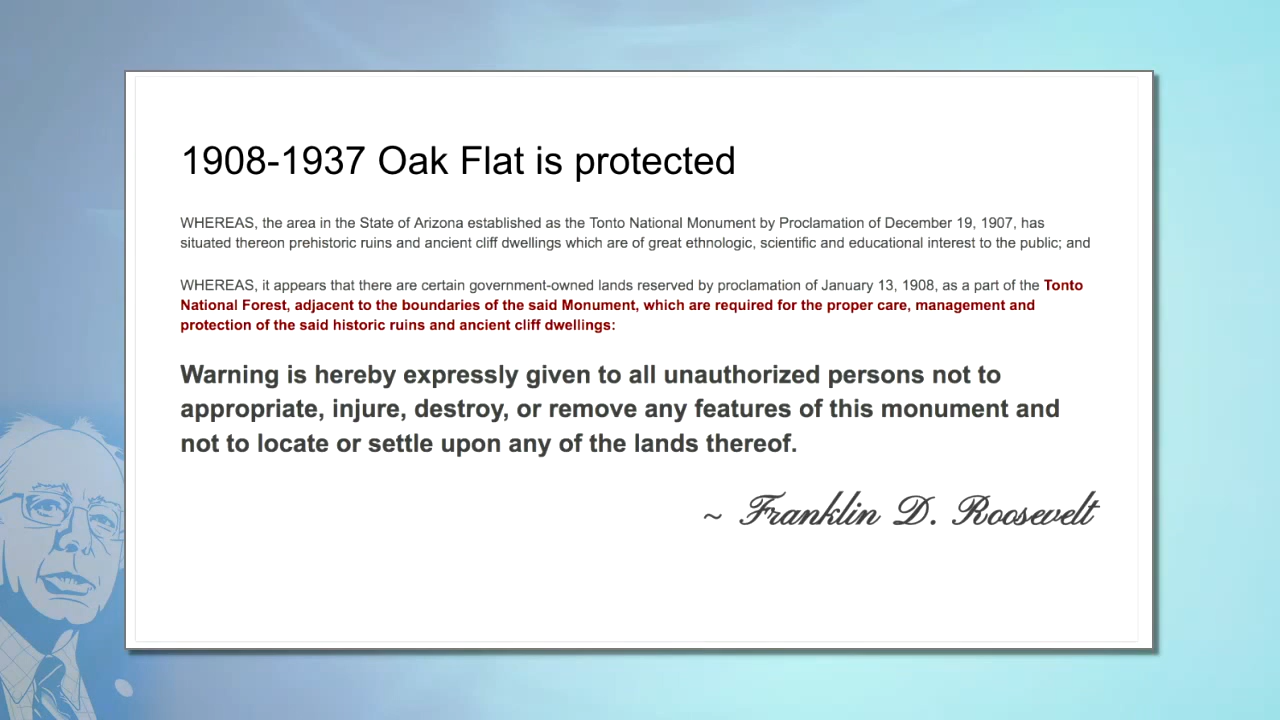 1908-1937 Oak Flat is protected
WHEREAS, the area in the State of Arizona established as the Tonto National Monument by Proclamation of December 19, 1907, has
situated thereon prehistoric ruins and ancient cliff dwellings which are of great ethnologic, scientific and educational interest to the public; and
WHEREAS, it appears that there are certain government-owned lands reserved by proclamation of January 13, 1908, as a part of the Tonto
National Forest, adjacent to the boundaries of the said Monument, which are required for the proper care, management and
protection of the said historic ruins and ancient cliff dwellings:
Warning is hereby expressly given to all unauthorized persons not to
appropriate, injure, destroy, or remove any features of this monument and
not to locate or settle upon any of the lands thereof.
~ Franklin D. Roosevelt